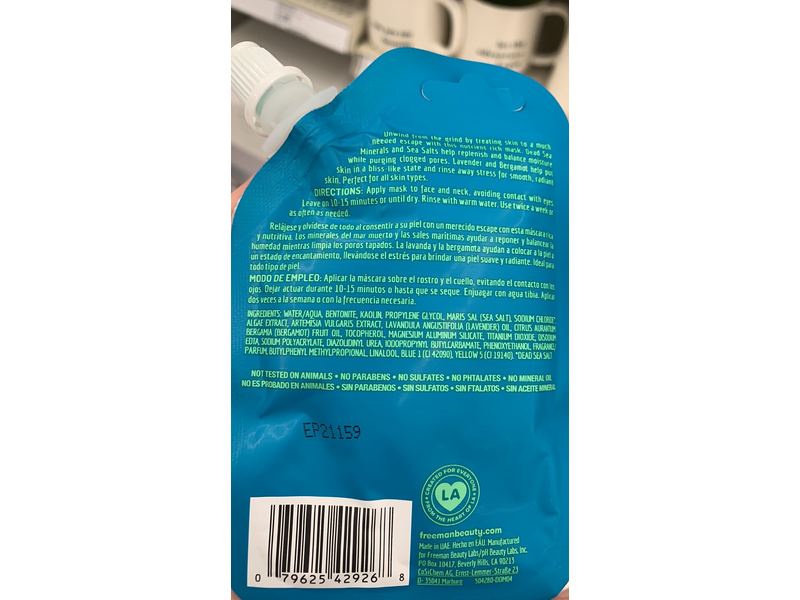 Unwind from the grind by treating skin to a much
needed escape with this nutrient rich mask. Dead Sea
Minerals and Sea Salts help replenish and balance moisture
while purging clogged pores. Lavender and Bergamot help put
skin in a bliss-like state and rinse away stress for smooth, radiant
skin. Perfect for all skin types.
DIRECTIONS: Apply mask to face and neck, avoiding contact with eyes
Leave on 10-15 minutes or until dry. Rinse with warm water. Use twice a week or
as often as needed.
Relájese y olvídese de todo al consentir a su piel con un merecido escape con esta máscara rica
y nutritiva. Los minerales del mar muerto y las sales marítimas ayudar a reponer y balancear la
humedad mientras limpia los poros tapados. La lavanda y la bergamota ayudan a colocar a la piel a
un estado de encantamiento, llevándose el estrés para brindar una piel suave y radiante. Ideal para
todo tipo de piel.
MODO DE EMPLEO: Aplicar la máscara sobre el rostro y el cuello, evitando el contacto con los
ojos. Dejar actuar durante 10-15 minutos o hasta que se seque. Enjuagar con agua tibia. Aplicar
dos veces a la semana o con la frecuencia necesaria.
INGREDIENTS: WATER/AQUA, BENTONITE, KAOLIN, PROPYLENE GLYCOL, MARIS SAL (SEA SALT), SODIUM CHLORIDE*
ALGAE EXTRACT, ARTEMISIA VULGARIS EXTRACT, LAVANDULA ANGUSTIFOLIA (LAVENDER) OIL, CITRUS AURANTIUM
BERGAMIA (BERGAMOT) FRUIT OIL, TOCOPHEROL, MAGNESIUM ALUMINUM SILICATE, TITANIUM DIOXIDE, DISODIUM
EDTA, SODIUM POLYACRYLATE, DIAZOLIDINYL UREA, IODOPROPYNYL BUTYLCARBAMATE, PHENOXYETHANOL, FRAGRANCE/
PARFUM, BUTYLPHENYL METHYLPROPIONAL, LINALOOL, BLUE 1 (CI 42090), YELLOW 5 (CI 19140). *DEAD SEA SALT
NOT TESTED ON ANIMALS • NO PARABENS • NO SULFATES • NO PHTALATES • NO MINERAL OIL
NO ES PROBADO EN ANIMALES • SIN PARABENOS • SIN SULFATOS • SIN FTALATOS • SIN ACEITE MINERAL
EP21159
CREATED FOR EVERYONE
LA
FROM THE HEART OF LA
freemanbeauty.com
Made in UAE. Hecho en EAU. Manufactured
for Freeman Beauty Labs/pH Beauty Labs, Inc.
PO Box 10417, Beverly Hills, CA 90213
CoSiChem AG, Ernst-Lemmer-Straße 23
D- 35041 Marburg 504280-DOM04
0 79625 42926 8